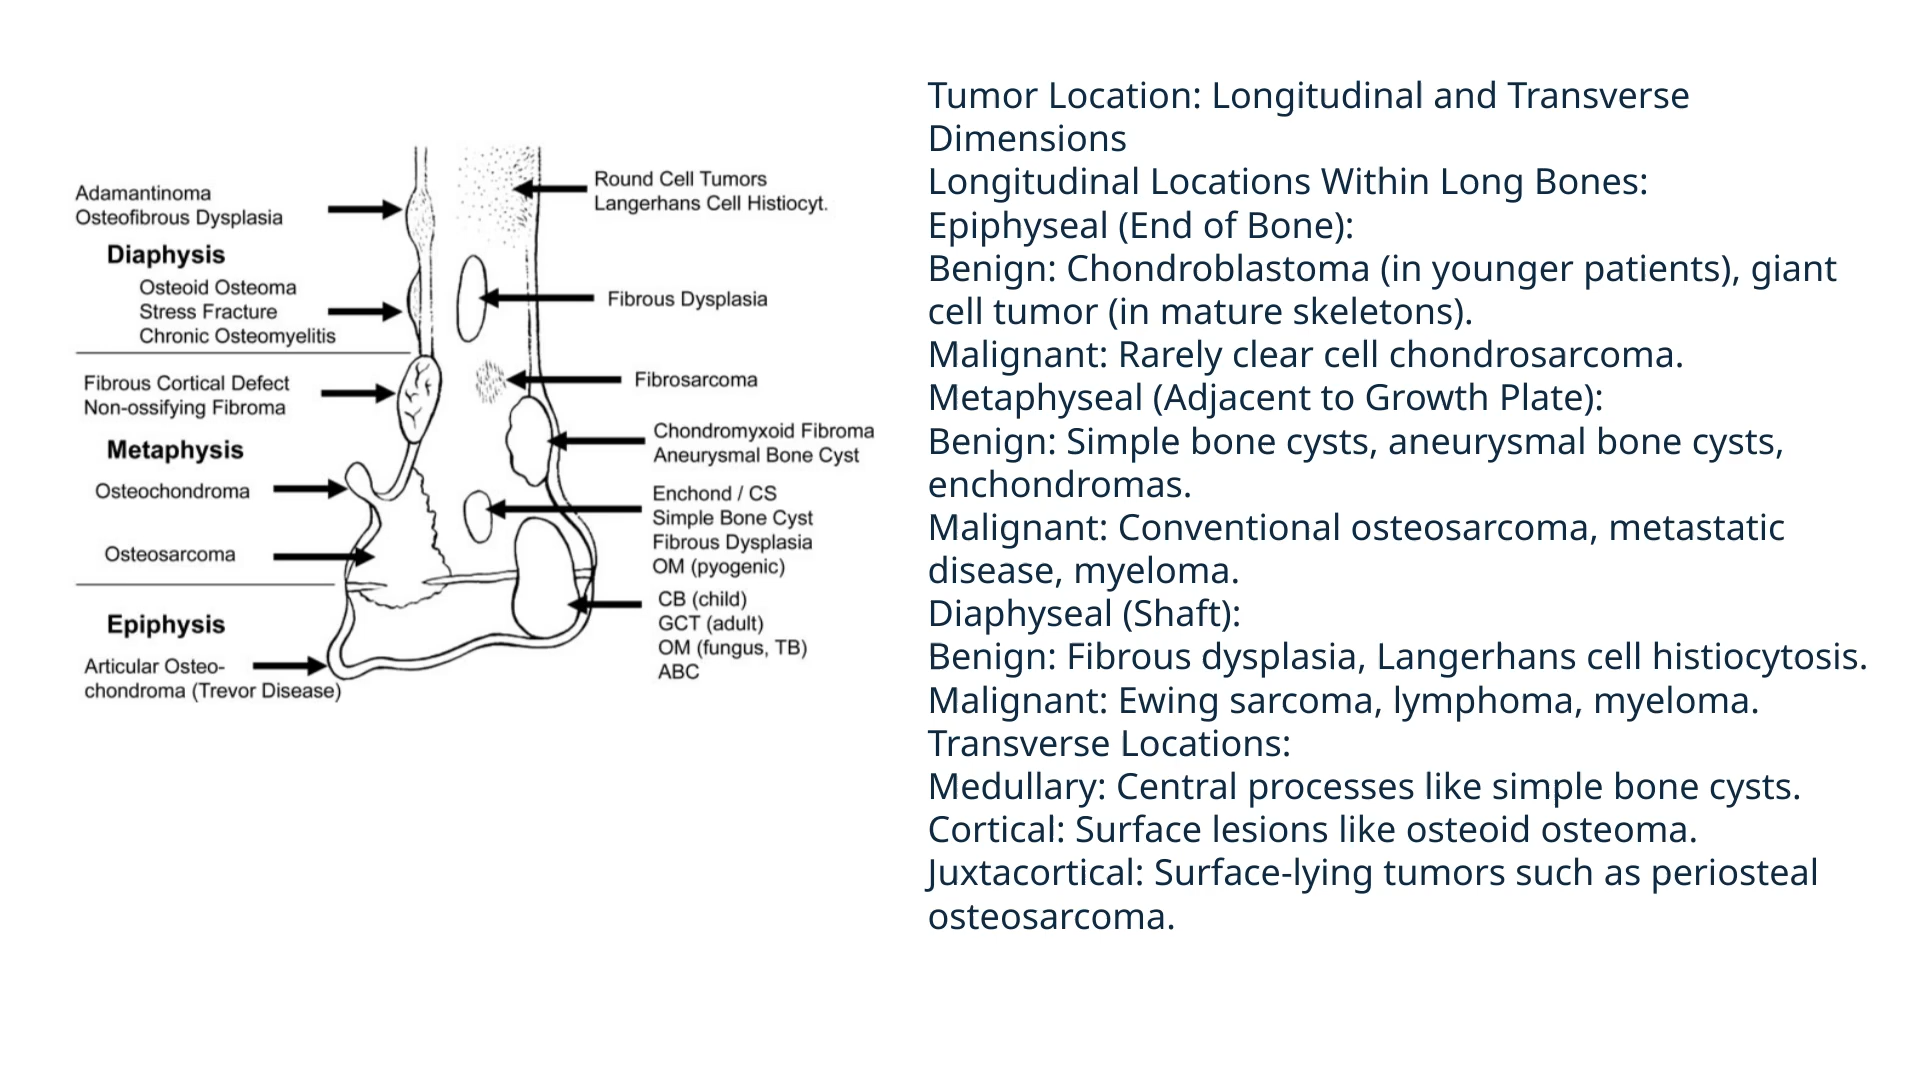 Adamantinoma
Osteofibrous Dysplasia
Diaphysis
Osteoid Osteoma
Stress Fracture
Chronic Osteomyelitis
Fibrous Cortical Defect
Non-ossifying Fibroma
Metaphysis
Osteochondroma
Osteosarcoma
Epiphysis
Articular Osteo-
chondroma (Trevor Disease)
Round Cell Tumors
Langerhans Cell Histiocyt.
Fibrous Dysplasia
Fibrosarcoma
Chondromyxoid Fibroma
Aneurysmal Bone Cyst
Enchond / CS
Simple Bone Cyst
Fibrous Dysplasia
OM (pyogenic)
CB (child)
GCT (adult)
OM (fungus, TB)
ABC
Tumor Location: Longitudinal and Transverse
Dimensions
Longitudinal Locations Within Long Bones:
Epiphyseal (End of Bone):
Benign: Chondroblastoma (in younger patients), giant
cell tumor (in mature skeletons).
Malignant: Rarely clear cell chondrosarcoma.
Metaphyseal (Adjacent to Growth Plate):
Benign: Simple bone cysts, aneurysmal bone cysts,
enchondromas.
Malignant: Conventional osteosarcoma, metastatic
disease, myeloma.
Diaphyseal (Shaft):
Benign: Fibrous dysplasia, Langerhans cell histiocytosis.
Malignant: Ewing sarcoma, lymphoma, myeloma.
Transverse Locations:
Medullary: Central processes like simple bone cysts.
Cortical: Surface lesions like osteoid osteoma.
Juxtacortical: Surface-lying tumors such as periosteal
osteosarcoma.